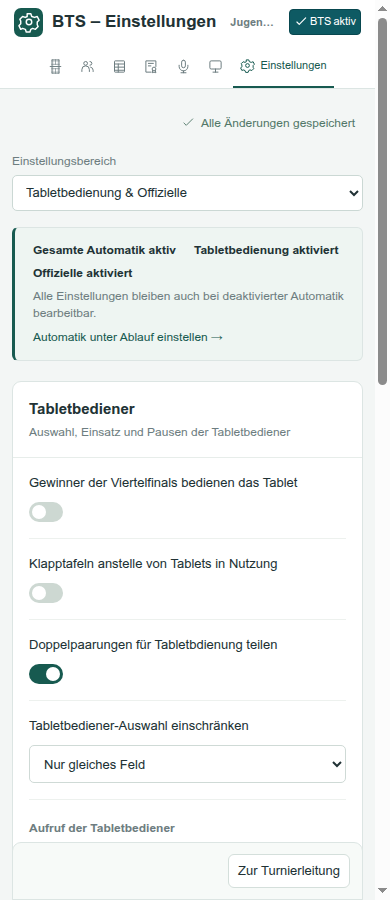 BTS – Einstellungen
Jugen...
BTS aktiv
Einstellungen
Alle Änderungen gespeichert
Einstellungsbereich
Tabletbedienung & Offizielle
Gesamte Automatik aktiv Tabletbedienung aktiviert
Offizielle aktiviert
Alle Einstellungen bleiben auch bei deaktivierter Automatik
bearbeitbar.
Automatik unter Ablauf einstellen →
Tabletbediener
Auswahl, Einsatz und Pausen der Tabletbediener
Gewinner der Viertelfinals bedienen das Tablet
Klapptafeln anstelle von Tablets in Nutzung
Doppelpaarungen für Tabletbdienung teilen
Tabletbediener-Auswahl einschränken
Nur gleiches Feld
Aufruf der Tabletbediener
Zur Turnierleitung